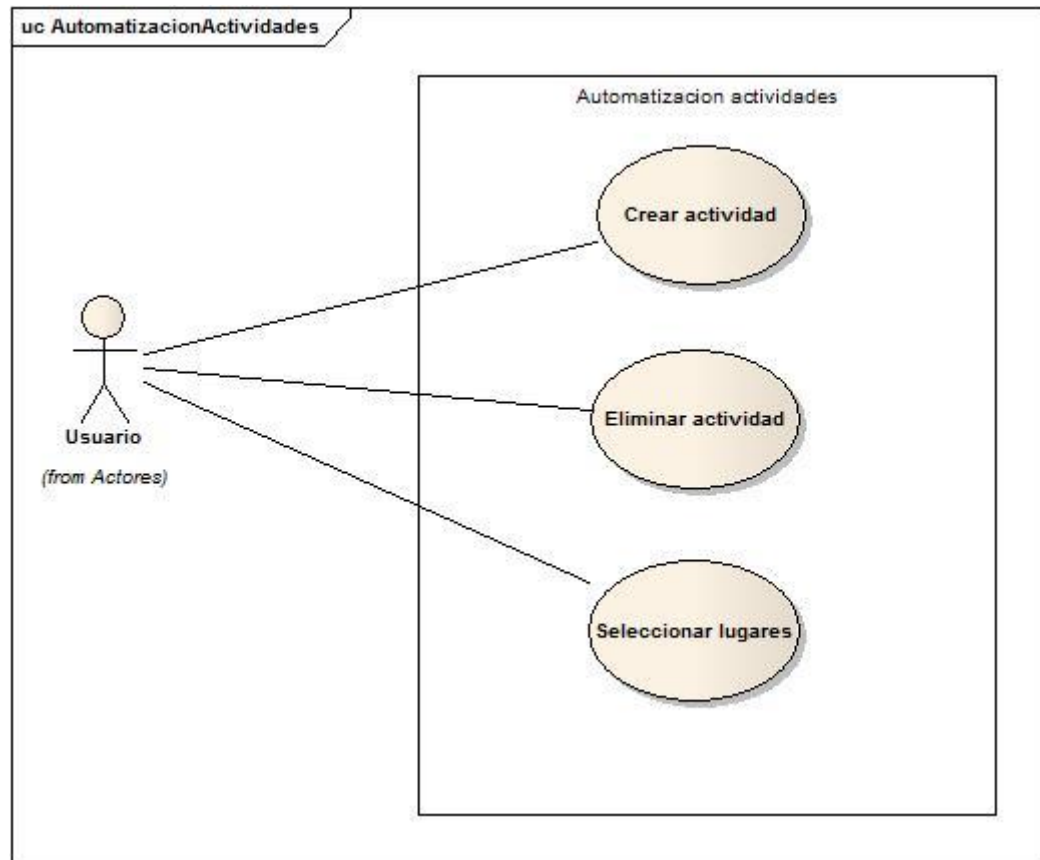 uc AutomatizacionActividades
Automatizacion actividades
Crear actividad
Usuario
(from Actores)
Eliminar actividad
Seleccionar lugares